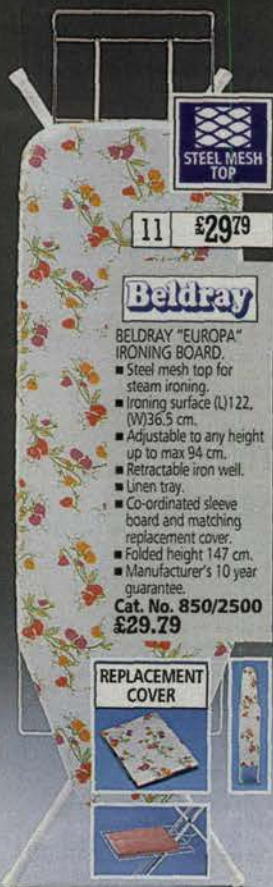 STEEL MESH
TOP
11 £29.79
Beldray
BELDRAY "EUROPA"
IRONING BOARD.
■ Steel mesh top for
steam ironing.
■ Ironing surface (L)122,
(W)36.5 cm.
■ Adjustable to any height
up to max 94 cm.
■ Retractable iron well.
■ Linen tray.
■ Co-ordinated sleeve
board and matching
replacement cover.
■ Folded height 147 cm.
■ Manufacturer's 10 year
guarantee.
Cat. No. 850/2500
£29.79
REPLACEMENT
COVER